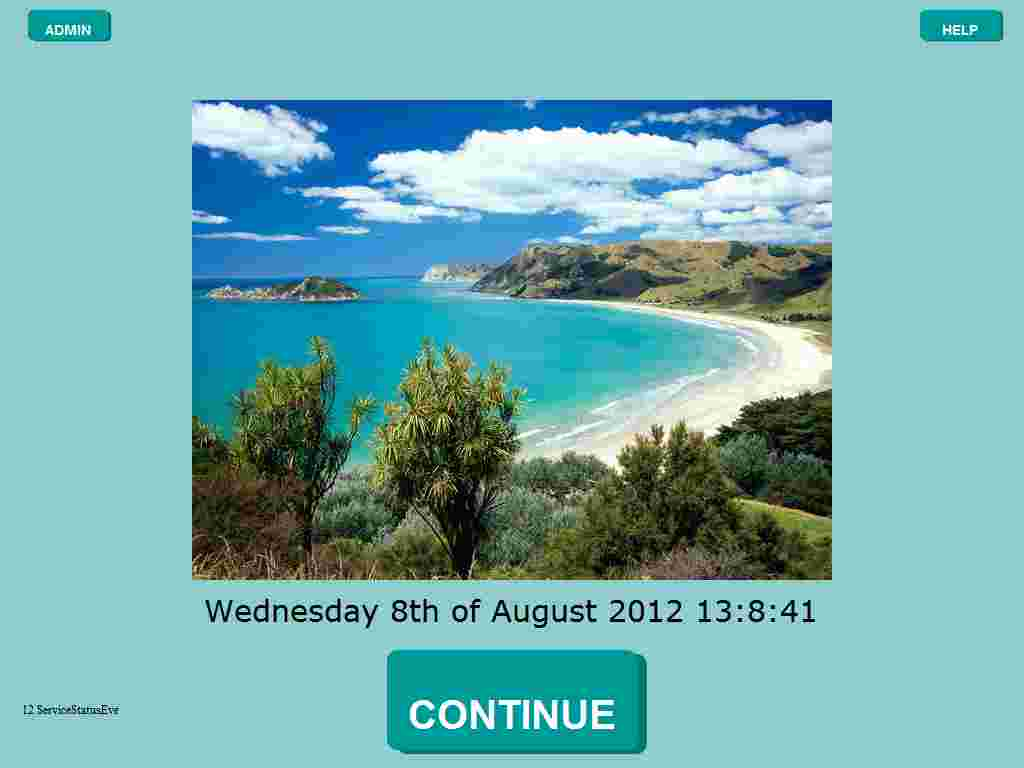 ADMIN
HELP
Wednesday 8th of August 2012 13:8:41
CONTINUE
12 ServiceStatusEve